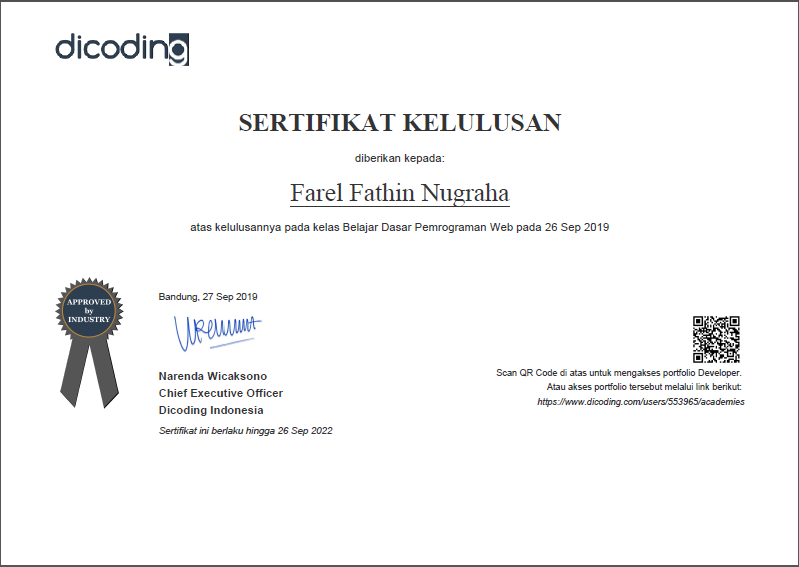 dicoding
SERTIFIKAT KELULUSAN
diberikan kepada:
Farel Fathin Nugraha
atas kelulusannya pada kelas Belajar Dasar Pemrograman Web pada 26 Sep 2019
APPROVED
by
INDUSTRY
Bandung, 27 Sep 2019
Narenda Wicaksono
Chief Executive Officer
Dicoding Indonesia
Sertifikat ini berlaku hingga 26 Sep 2022
Scan QR Code di atas untuk mengakses portfolio Developer.
Atau akses portfolio tersebut melalui link berikut:
https://www.dicoding.com/users/553965/academies